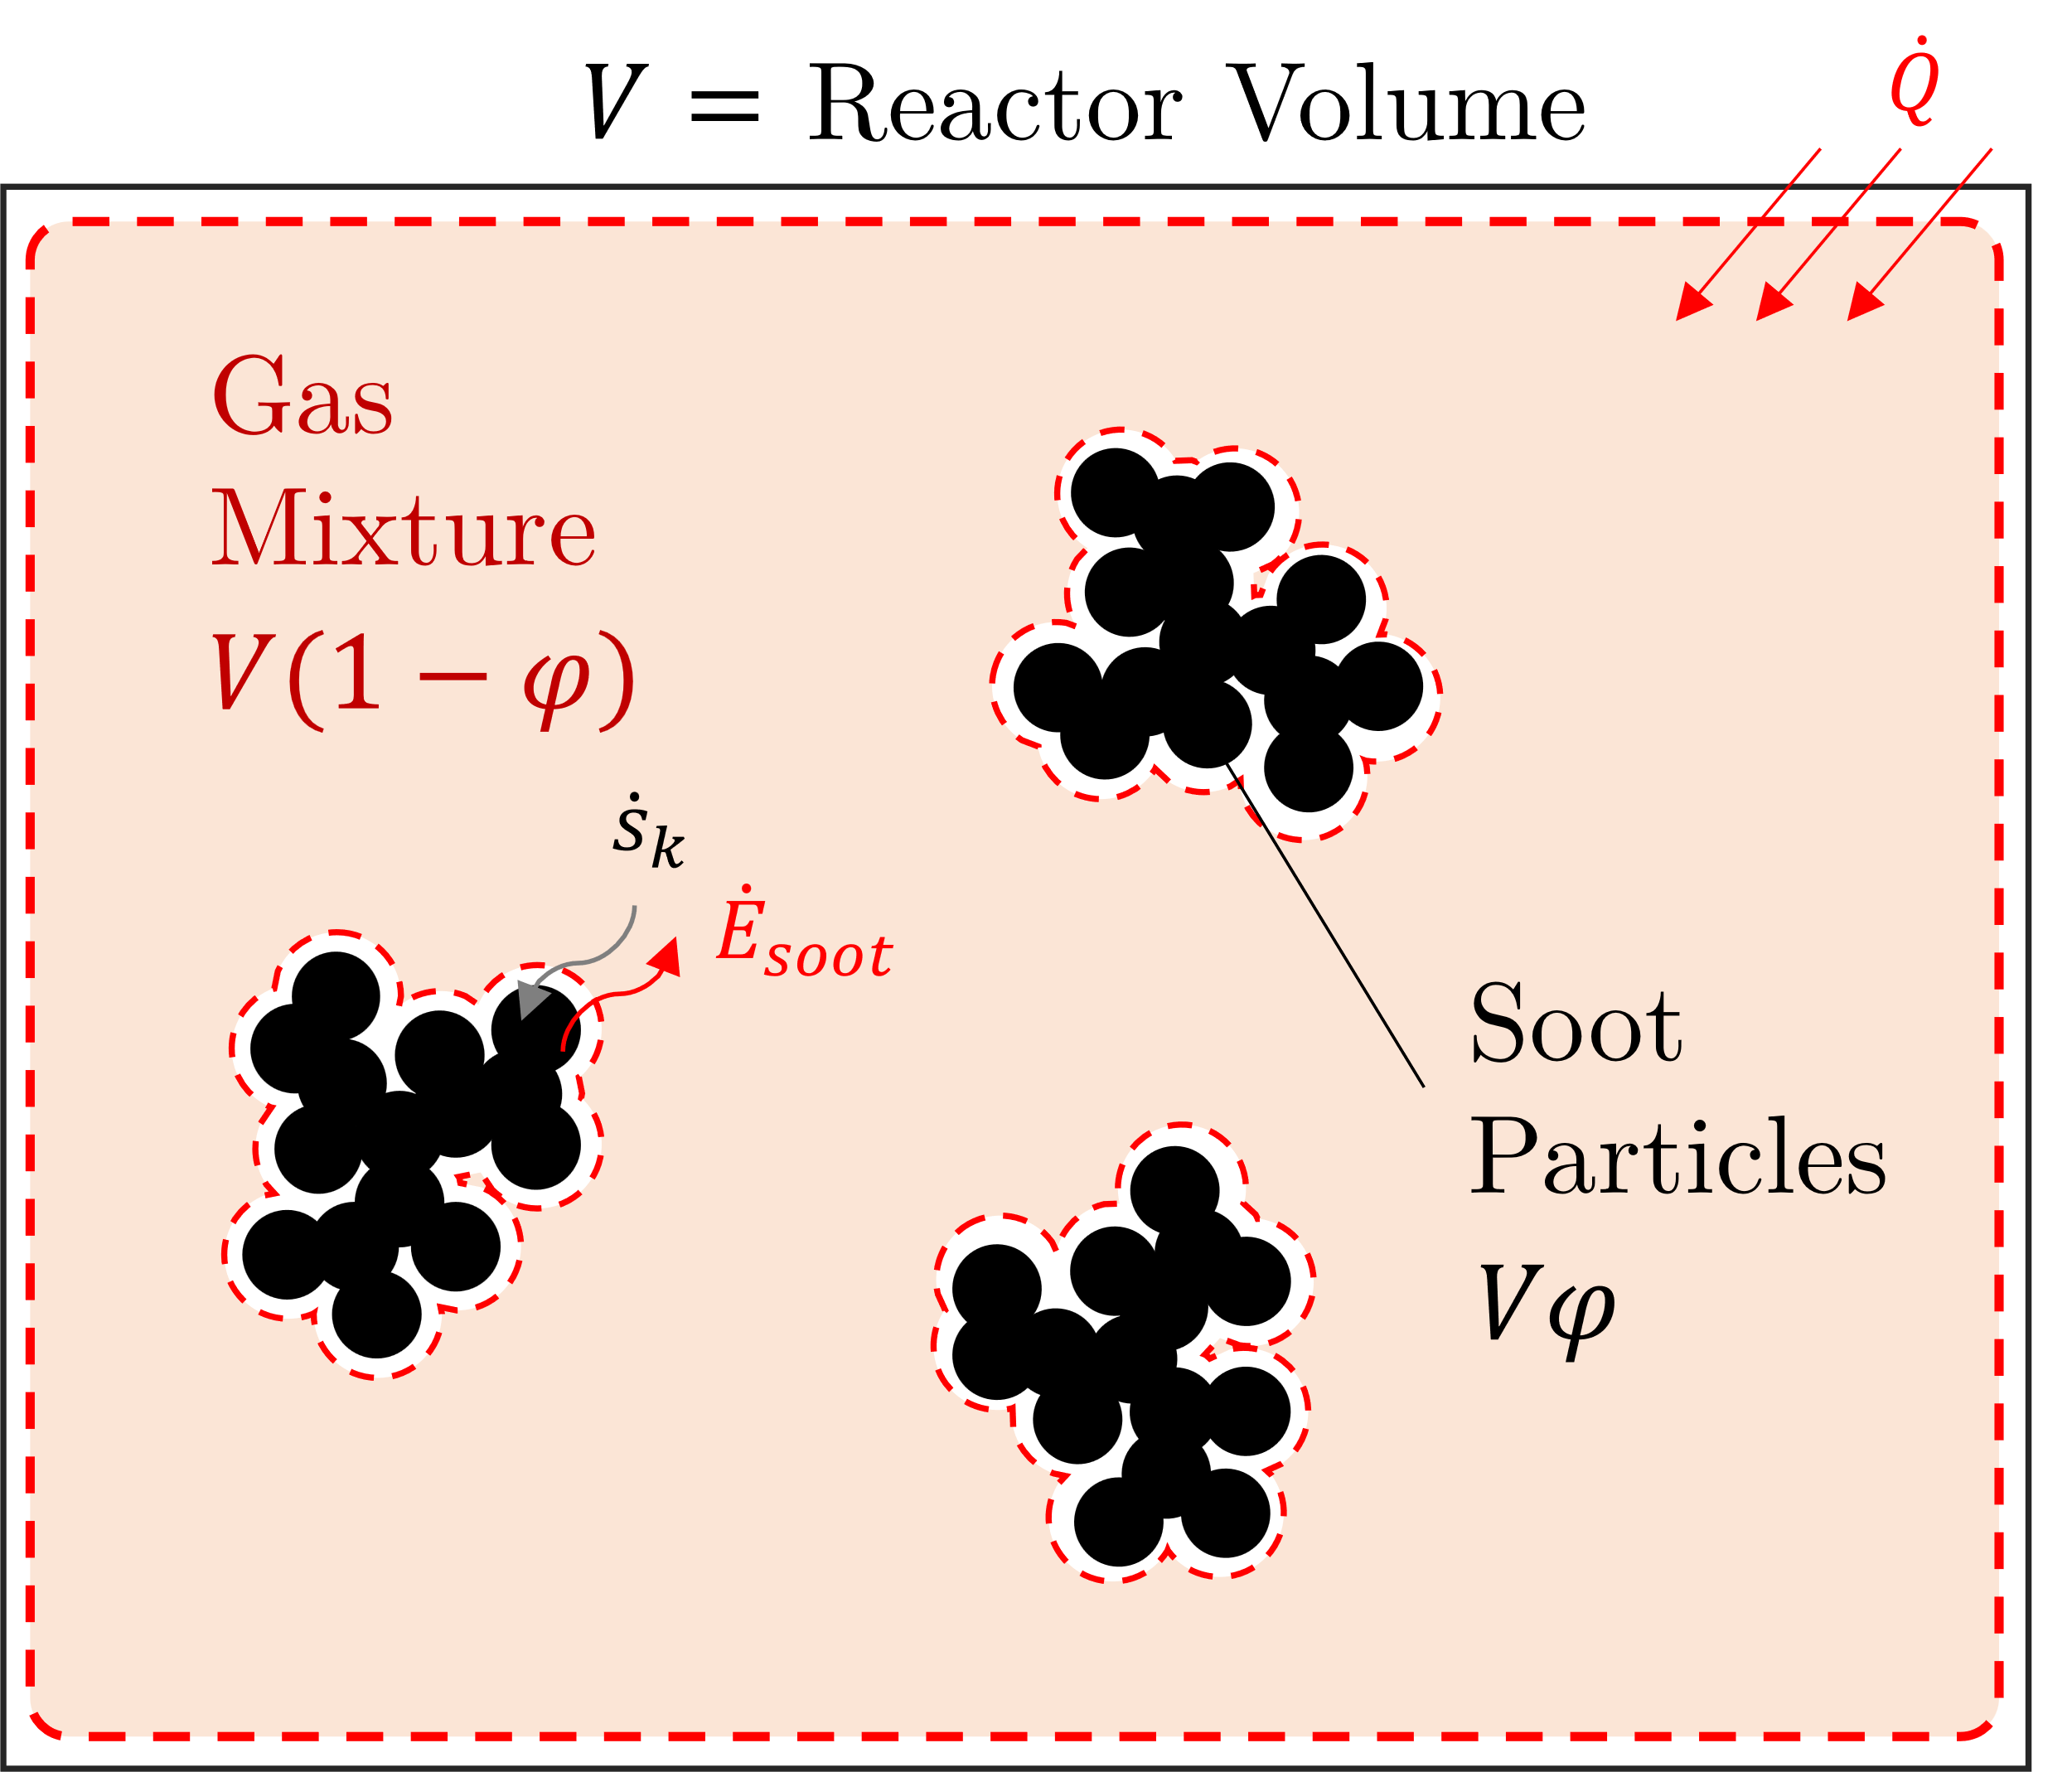 V = Reactor Volume
Q̇
Gas
Mixture
V(1 − φ)
ṡₖ
Ėsoot
Soot
Particles
Vφ